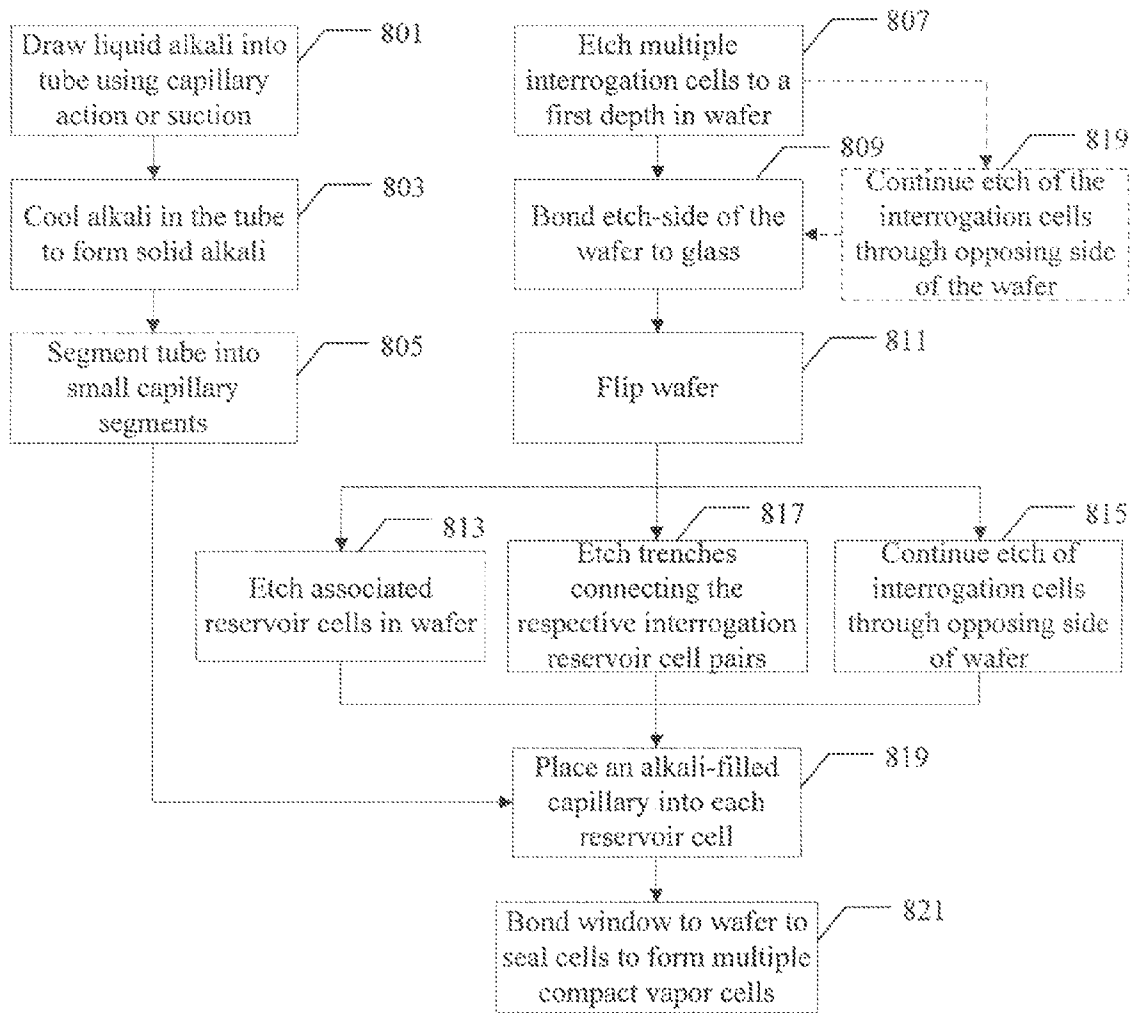 Draw liquid alkali into
tube using capillary
action or suction
801
Cool alkali in the tube
to form solid alkali
803
Segment tube into
small capillary
segments
805
Etch multiple
interrogation cells to a
first depth in wafer
807
Continue etch of the
interrogation cells
through opposing side
of the wafer
819
Bond etch-side of the
wafer to glass
809
Flip wafer
811
Etch associated
reservoir cells in wafer
813
Etch trenches
connecting the
respective interrogation
reservoir cell pairs
817
Continue etch of
interrogation cells
through opposing side
of wafer
815
Place an alkali-filled
capillary into each
reservoir cell
819
Bond window to wafer to
seal cells to form multiple
compact vapor cells
821